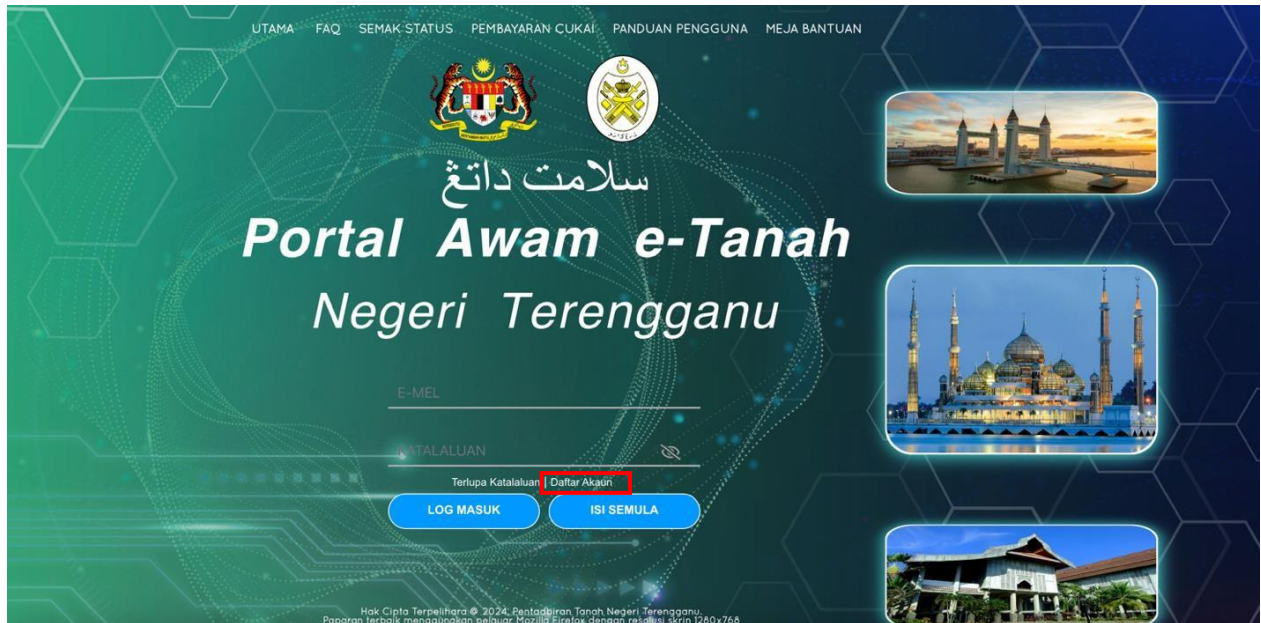 UTAMA FAQ SEMAK STATUS PEMBAYARAN CUKAI PANDUAN PENGGUNA MEJA BANTUAN
سلامت داتڠ
Portal Awam e-Tanah
Negeri Terengganu
E-MEL
KATALALUAN
Terlupa Katalaluan | Daftar Akaun
LOG MASUK ISI SEMULA
Hak Cipta Terpelihara © 2024, Pentadbiran Tanah Negeri Terengganu.
Paparan terbaik menggunakan pelayar Mozilla Firefox dengan resolusi skrin 1280x768